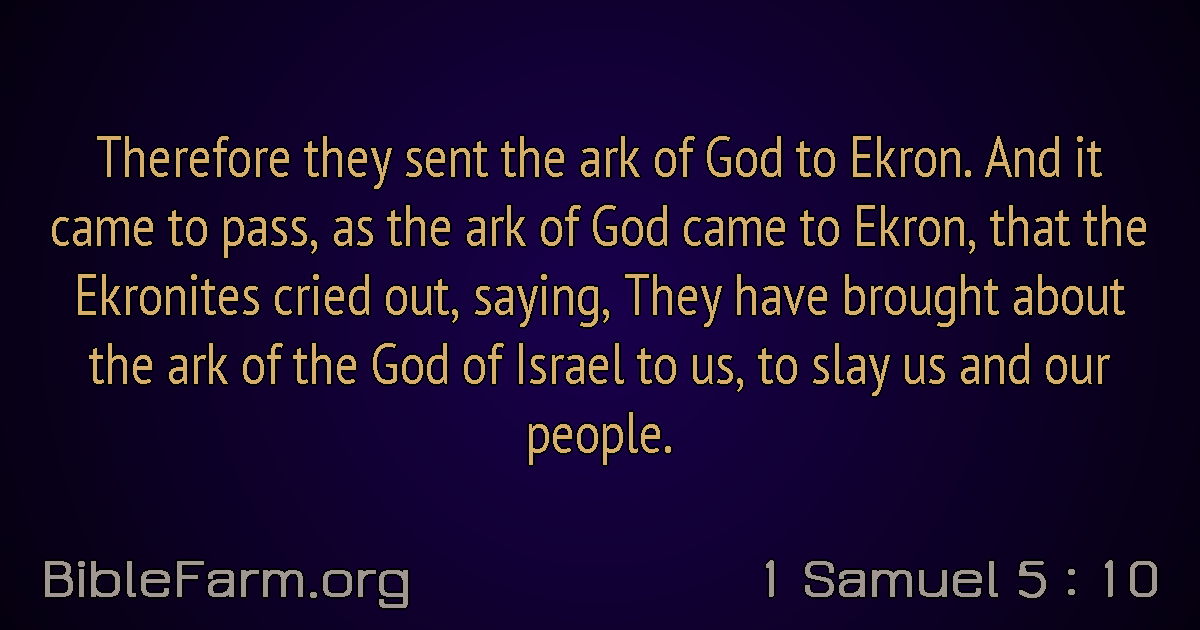 Therefore they sent the ark of God to Ekron. And it
came to pass, as the ark of God came to Ekron, that the
Ekronites cried out, saying, They have brought about
the ark of the God of Israel to us, to slay us and our
people.
BibleFarm.org
1 Samuel 5 : 10